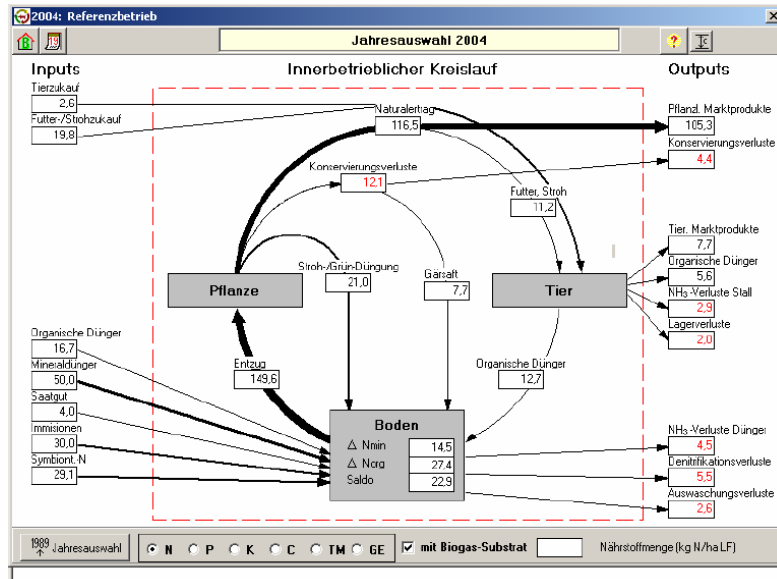 2004: Referenzbetrieb
Jahresauswahl 2004
Inputs
Innerbetrieblicher Kreislauf
Outputs
Tierzukauf
2,6
Futter-/Strohzukauf
19,8
Naturalertrag
116,5
Pflanzl. Marktprodukte
105,3
Konservierungsverluste
4,4
Konservierungsverluste
12,1
Futter, Stroh
11,2
Tier. Marktprodukte
7,7
Organische Dünger
5,6
NH₃-Verluste Stall
2,9
Lagerverluste
2,0
Stroh-/Grün-Düngung
21,0
Gärsaft
7,7
Pflanze
Tier
Organische Dünger
16,7
Mineraldünger
50,0
Saatgut
4,0
Immisionen
30,0
Symbiont.-N
29,1
Entzug
149,6
Organische Dünger
12,7
Boden
Δ Nmin 14,5
Δ Norg 27,4
Saldo 22,9
NH₃-Verluste Dünger
4,5
Denitrifikationsverluste
5,5
Auswaschungsverluste
2,6
1989
Jahresauswahl
N P K C TM GE
mit Biogas-Substrat
Nährstoffmenge (kg N/ha LF)